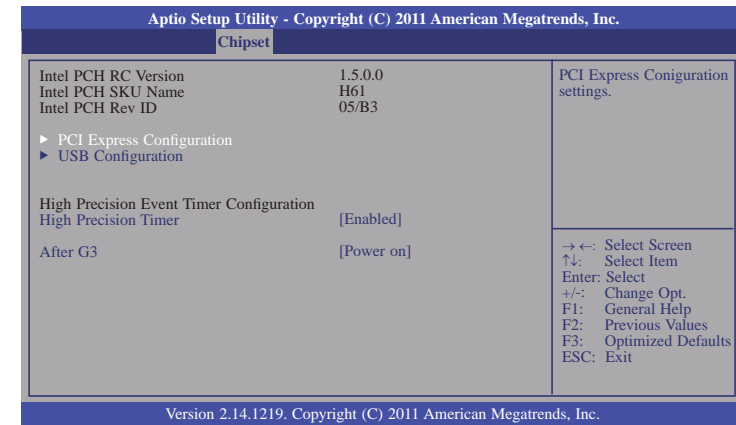 Aptio Setup Utility - Copyright (C) 2011 American Megatrends, Inc.
Chipset
Intel PCH RC Version 1.5.0.0
Intel PCH SKU Name H61
Intel PCH Rev ID 05/B3
► PCI Express Configuration
► USB Configuration
High Precision Event Timer Configuration
High Precision Timer [Enabled]
After G3 [Power on]
PCI Express Coniguration
settings.
→ ←: Select Screen
↑↓: Select Item
Enter: Select
+/-: Change Opt.
F1: General Help
F2: Previous Values
F3: Optimized Defaults
ESC: Exit
Version 2.14.1219. Copyright (C) 2011 American Megatrends, Inc.